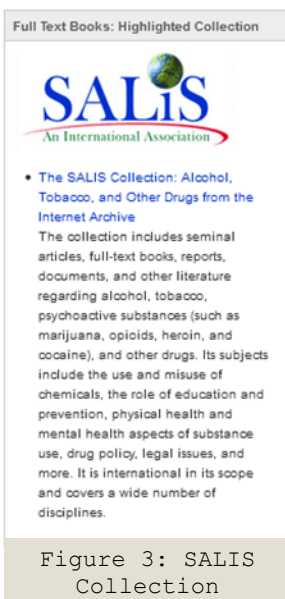 Full Text Books: Highlighted Collection
SALIS
An International Association
• The SALIS Collection: Alcohol,
Tobacco, and Other Drugs from the
Internet Archive
The collection includes seminal
articles, full-text books, reports,
documents, and other literature
regarding alcohol, tobacco,
psychoactive substances (such as
marijuana, opioids, heroin, and
cocaine), and other drugs. Its subjects
include the use and misuse of
chemicals, the role of education and
prevention, physical health and
mental health aspects of substance
use, drug policy, legal issues, and
more. It is international in its scope
and covers a wide number of
disciplines.
Figure 3: SALIS
Collection